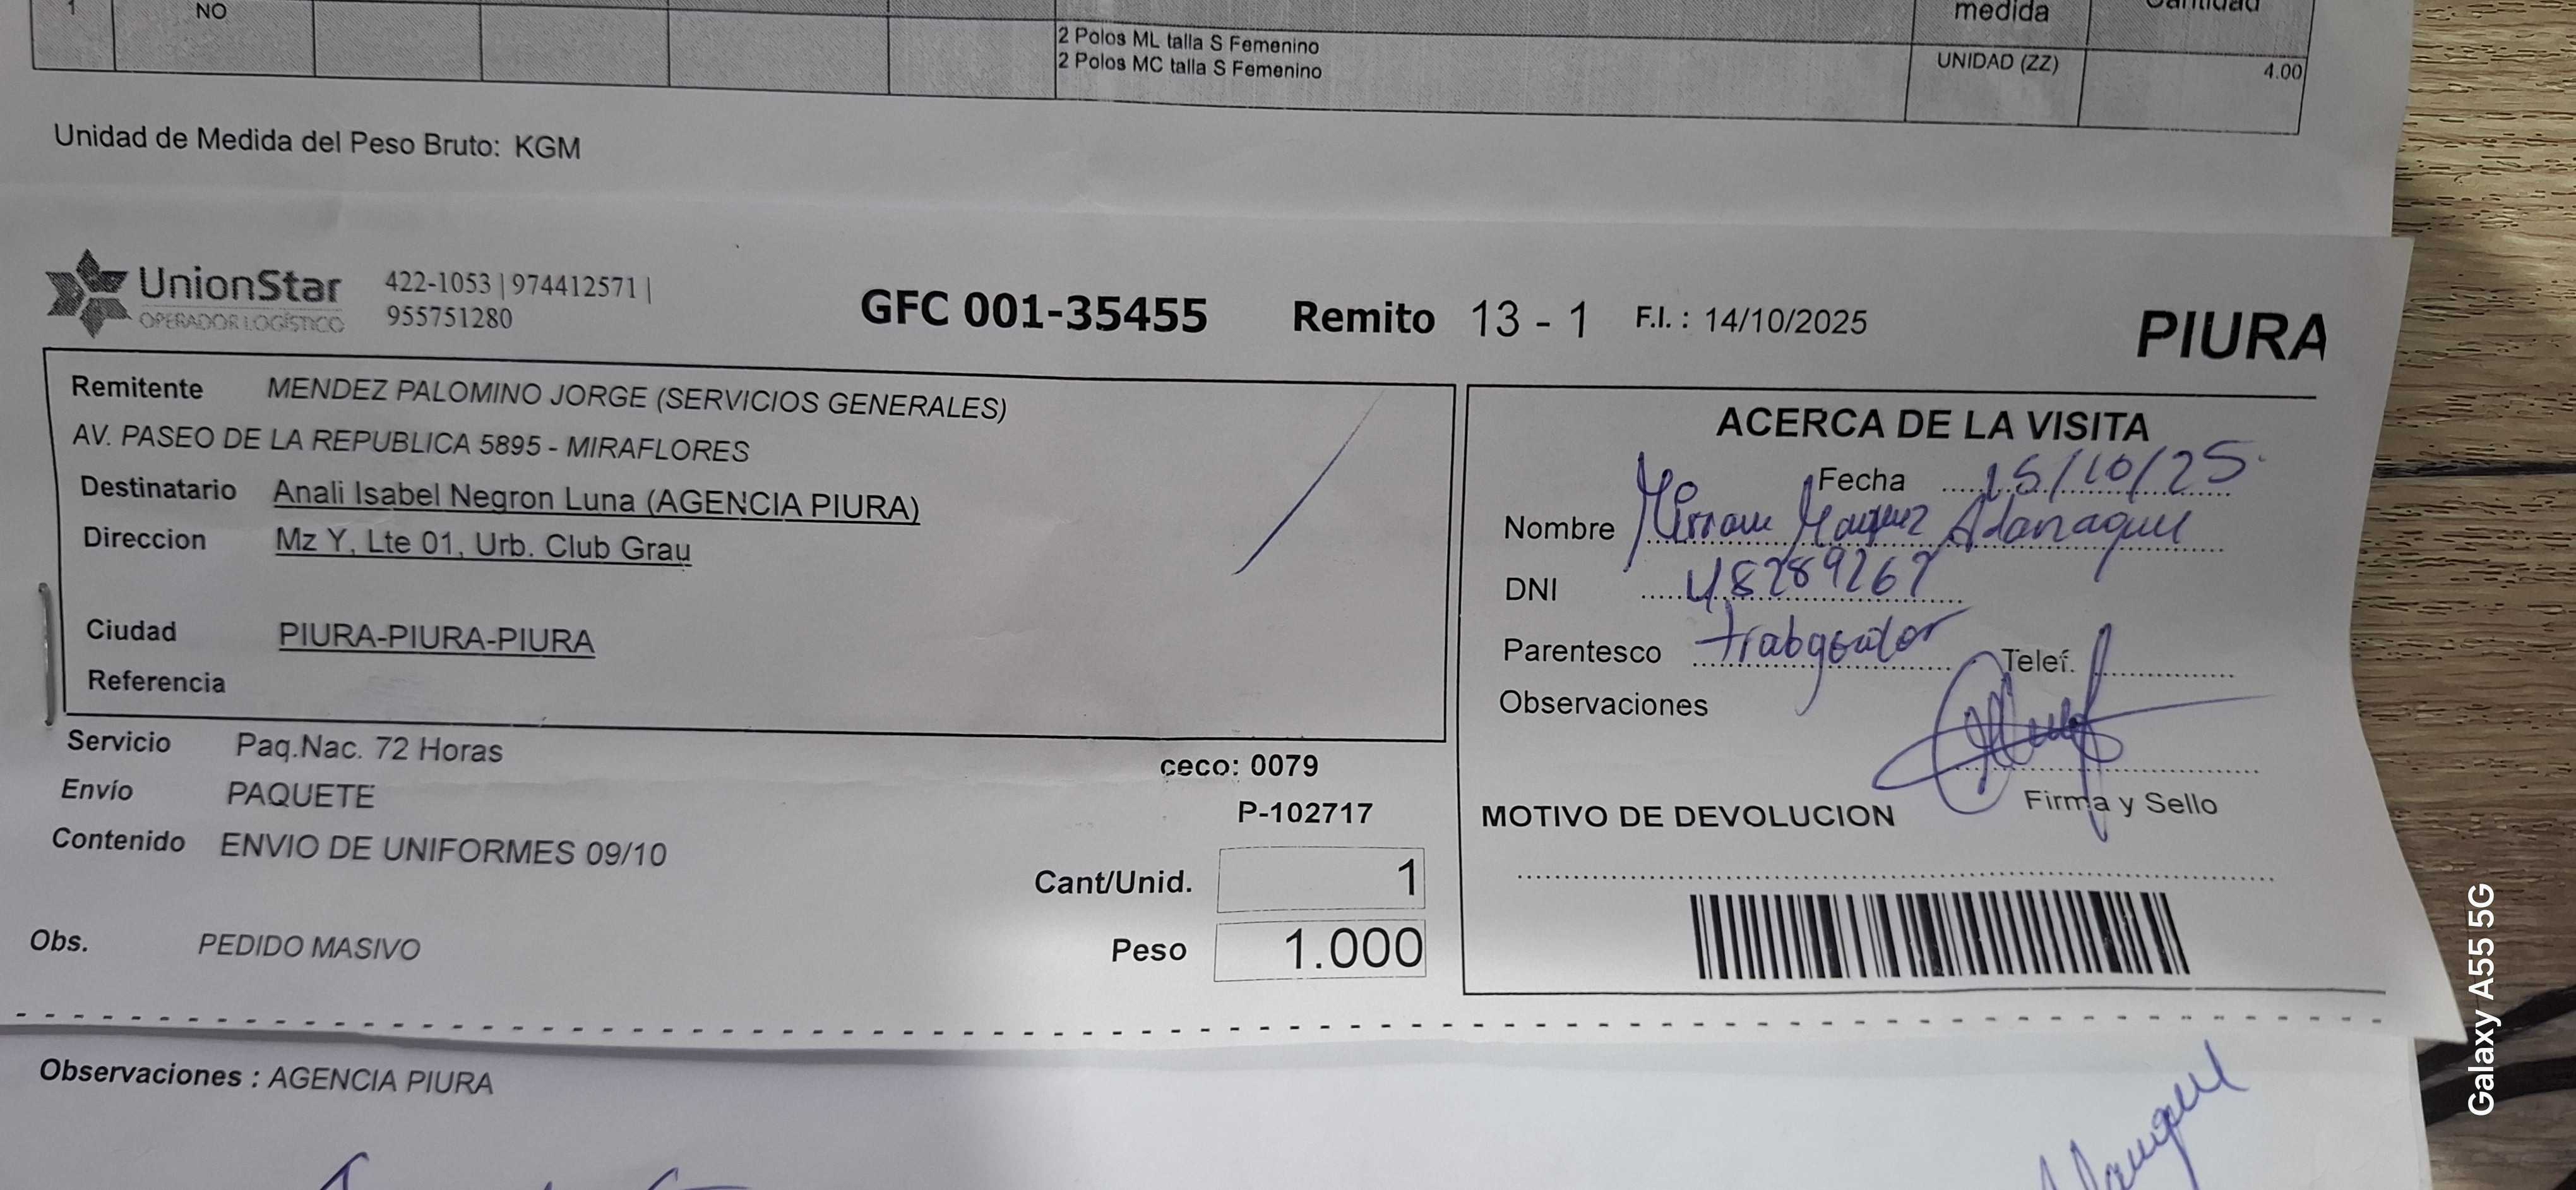 1 NO medida Cantidad
2 Polos ML talla S Femenino
2 Polos MC talla S Femenino UNIDAD (ZZ) 4.00
Unidad de Medida del Peso Bruto: KGM
UnionStar
OPERADOR LOGÍSTICO
422-1053 | 974412571 |
955751280
GFC 001-35455 Remito 13 - 1 F.I. : 14/10/2025 PIURA
Remitente MENDEZ PALOMINO JORGE (SERVICIOS GENERALES)
AV. PASEO DE LA REPUBLICA 5895 - MIRAFLORES
Destinatario Anali Isabel Negron Luna (AGENCIA PIURA)
Direccion Mz Y, Lte 01, Urb. Club Grau
Ciudad PIURA-PIURA-PIURA
Referencia
Servicio Paq.Nac. 72 Horas
Envío PAQUETE
Contenido ENVIO DE UNIFORMES 09/10
Obs. PEDIDO MASIVO
ceco: 0079
P-102717
Cant/Unid. 1
Peso 1.000
ACERCA DE LA VISITA
Fecha 15/10/25
Nombre
DNI 48289267
Parentesco trabajador Telef.
Observaciones
Firma y Sello
MOTIVO DE DEVOLUCION
Observaciones : AGENCIA PIURA
Galaxy A55 5G